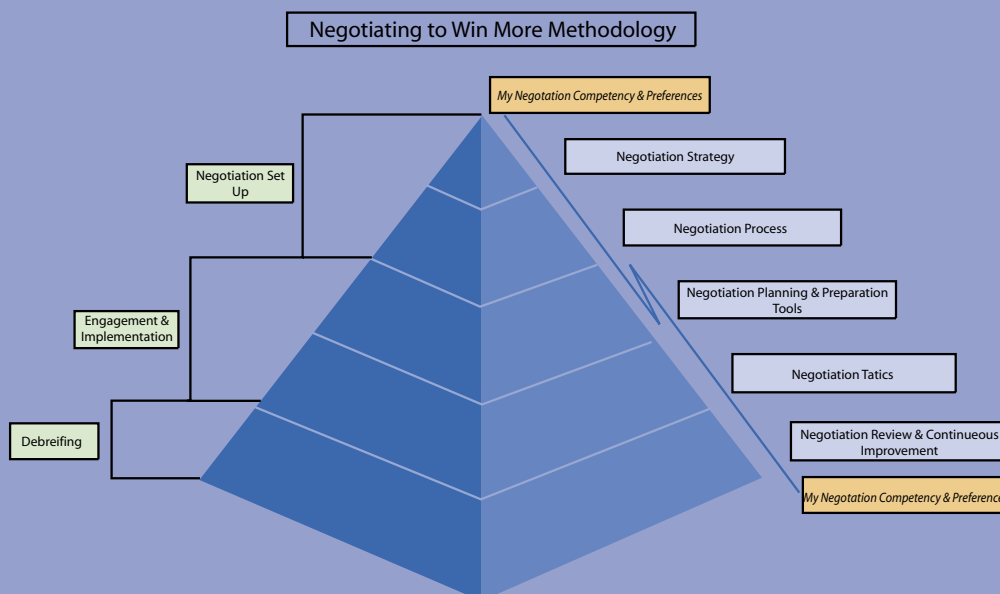 Negotiating to Win More Methodology
My Negotation Competency & Preferences
Negotiation Strategy
Negotiation Set
Up
Negotiation Process
Negotiation Planning & Preparation
Tools
Engagement &
Implementation
Negotiation Tatics
Debreifing
Negotiation Review & Continueous
Improvement
My Negotation Competency & Preference